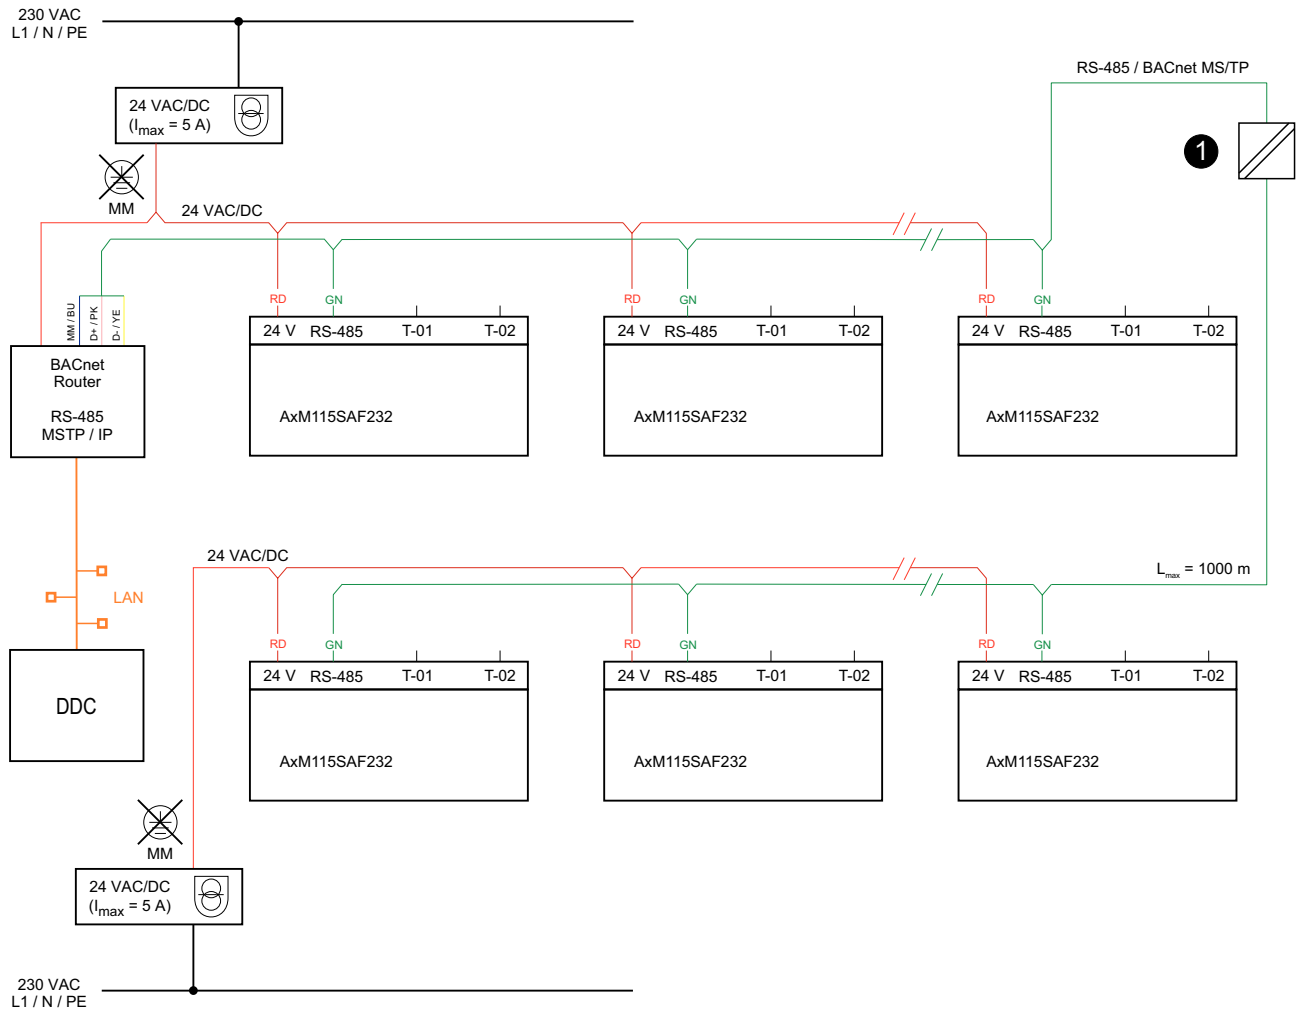 230 VAC
L1 / N / PE
24 VAC/DC
(Imax = 5 A)
MM
24 VAC/DC
RS-485 / BACnet MS/TP
1
RD GN RD GN RD GN
MM / BU
D+ / PK
D- / YE
24 V RS-485 T-01 T-02
AxM115SAF232
24 V RS-485 T-01 T-02
AxM115SAF232
24 V RS-485 T-01 T-02
AxM115SAF232
BACnet
Router
RS-485
MSTP / IP
LAN
DDC
24 VAC/DC
Lmax = 1000 m
RD GN RD GN RD GN
24 V RS-485 T-01 T-02
AxM115SAF232
24 V RS-485 T-01 T-02
AxM115SAF232
24 V RS-485 T-01 T-02
AxM115SAF232
MM
24 VAC/DC
(Imax = 5 A)
230 VAC
L1 / N / PE